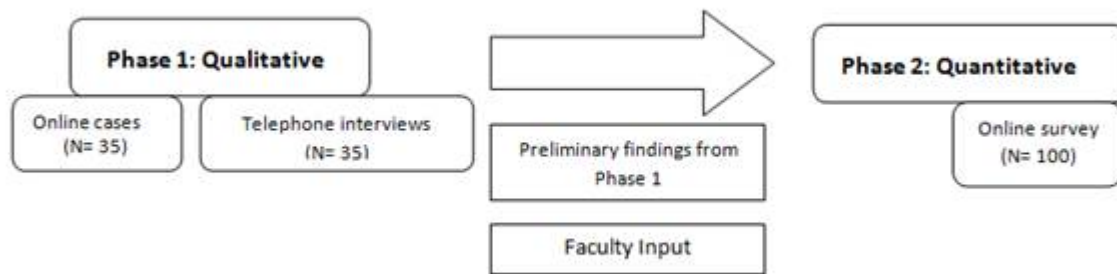 Phase 1: Qualitative
Online cases
(N= 35)
Telephone interviews
(N= 35)
Preliminary findings from
Phase 1
Faculty Input
Phase 2: Quantitative
Online survey
(N= 100)